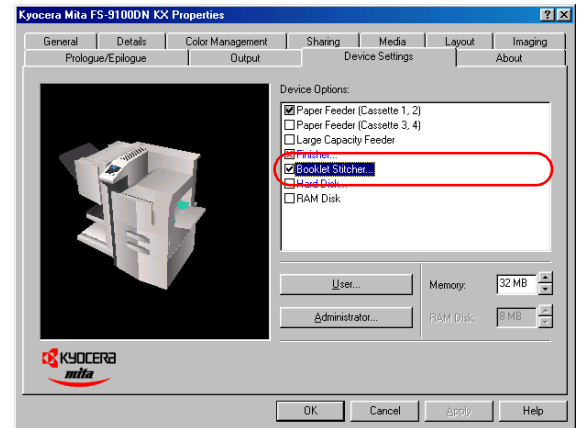 Kyocera Mita FS-9100DN KX Properties
General Details Color Management Sharing Media Layout Imaging
Prologue/Epilogue Output Device Settings About
Device Options:
Paper Feeder (Cassette 1, 2)
Paper Feeder (Cassette 3, 4)
Large Capacity Feeder
Finisher...
Booklet Stitcher...
Hard Disk...
RAM Disk
User... Memory: 32 MB
Administrator... RAM Disk: 8 MB
KYOCERA
mita
OK Cancel Apply Help